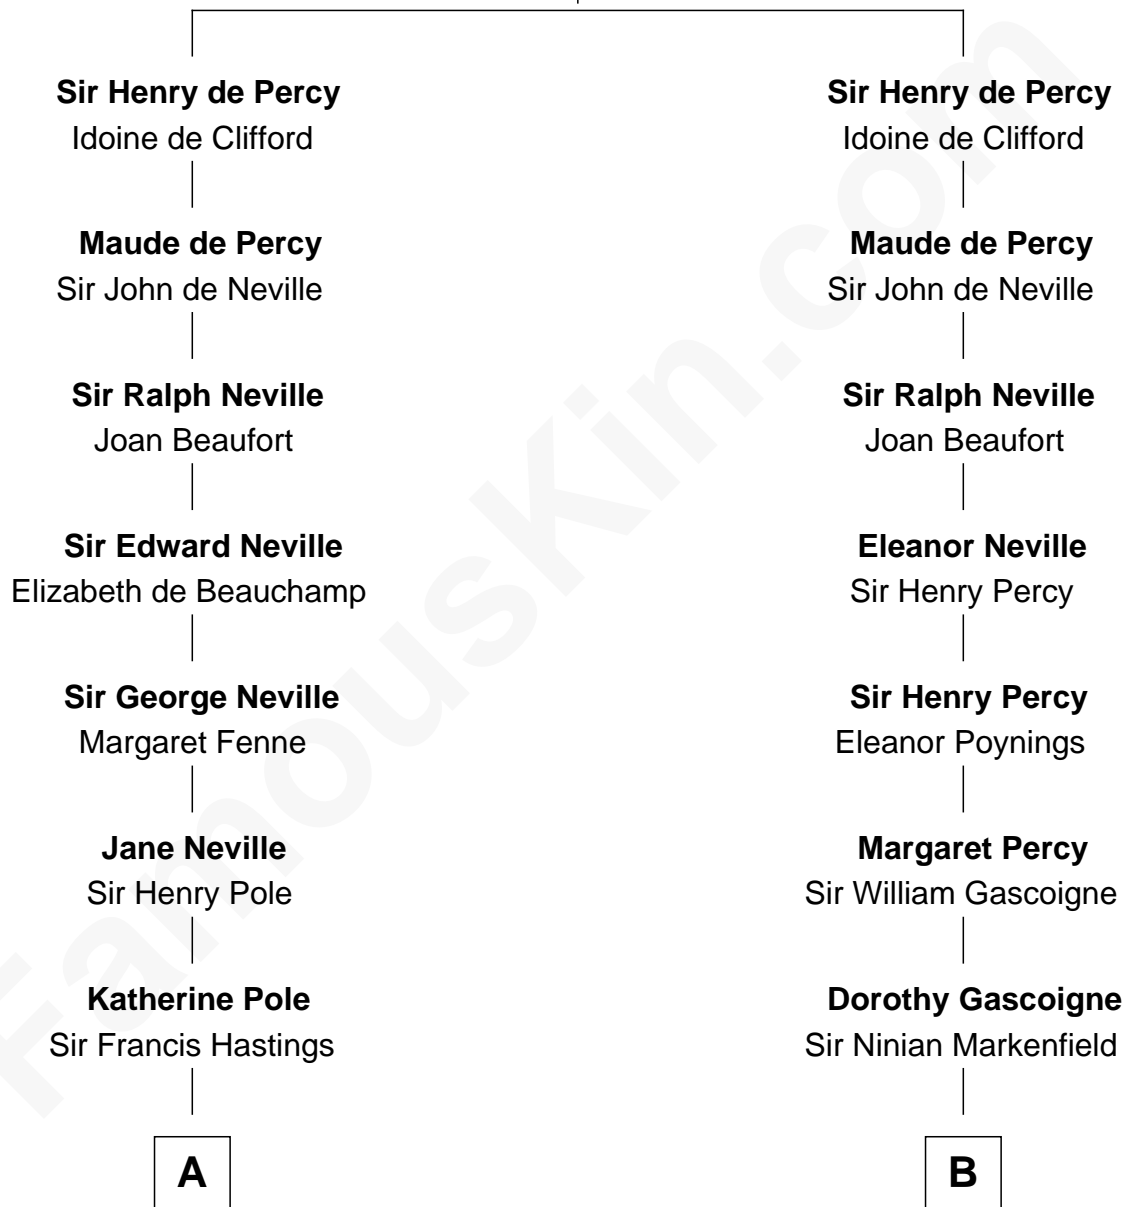 Sir Henry de Percy
Idoine de Clifford
Maude de Percy
Sir John de Neville
Sir Ralph Neville
Joan Beaufort
Sir Edward Neville
Elizabeth de Beauchamp
Sir George Neville
Margaret Fenne
Jane Neville
Sir Henry Pole
Katherine Pole
Sir Francis Hastings
A
Sir Henry de Percy
Idoine de Clifford
Maude de Percy
Sir John de Neville
Sir Ralph Neville
Joan Beaufort
Eleanor Neville
Sir Henry Percy
Sir Henry Percy
Eleanor Poynings
Margaret Percy
Sir William Gascoigne
Dorothy Gascoigne
Sir Ninian Markenfield
B
FamousKin.com